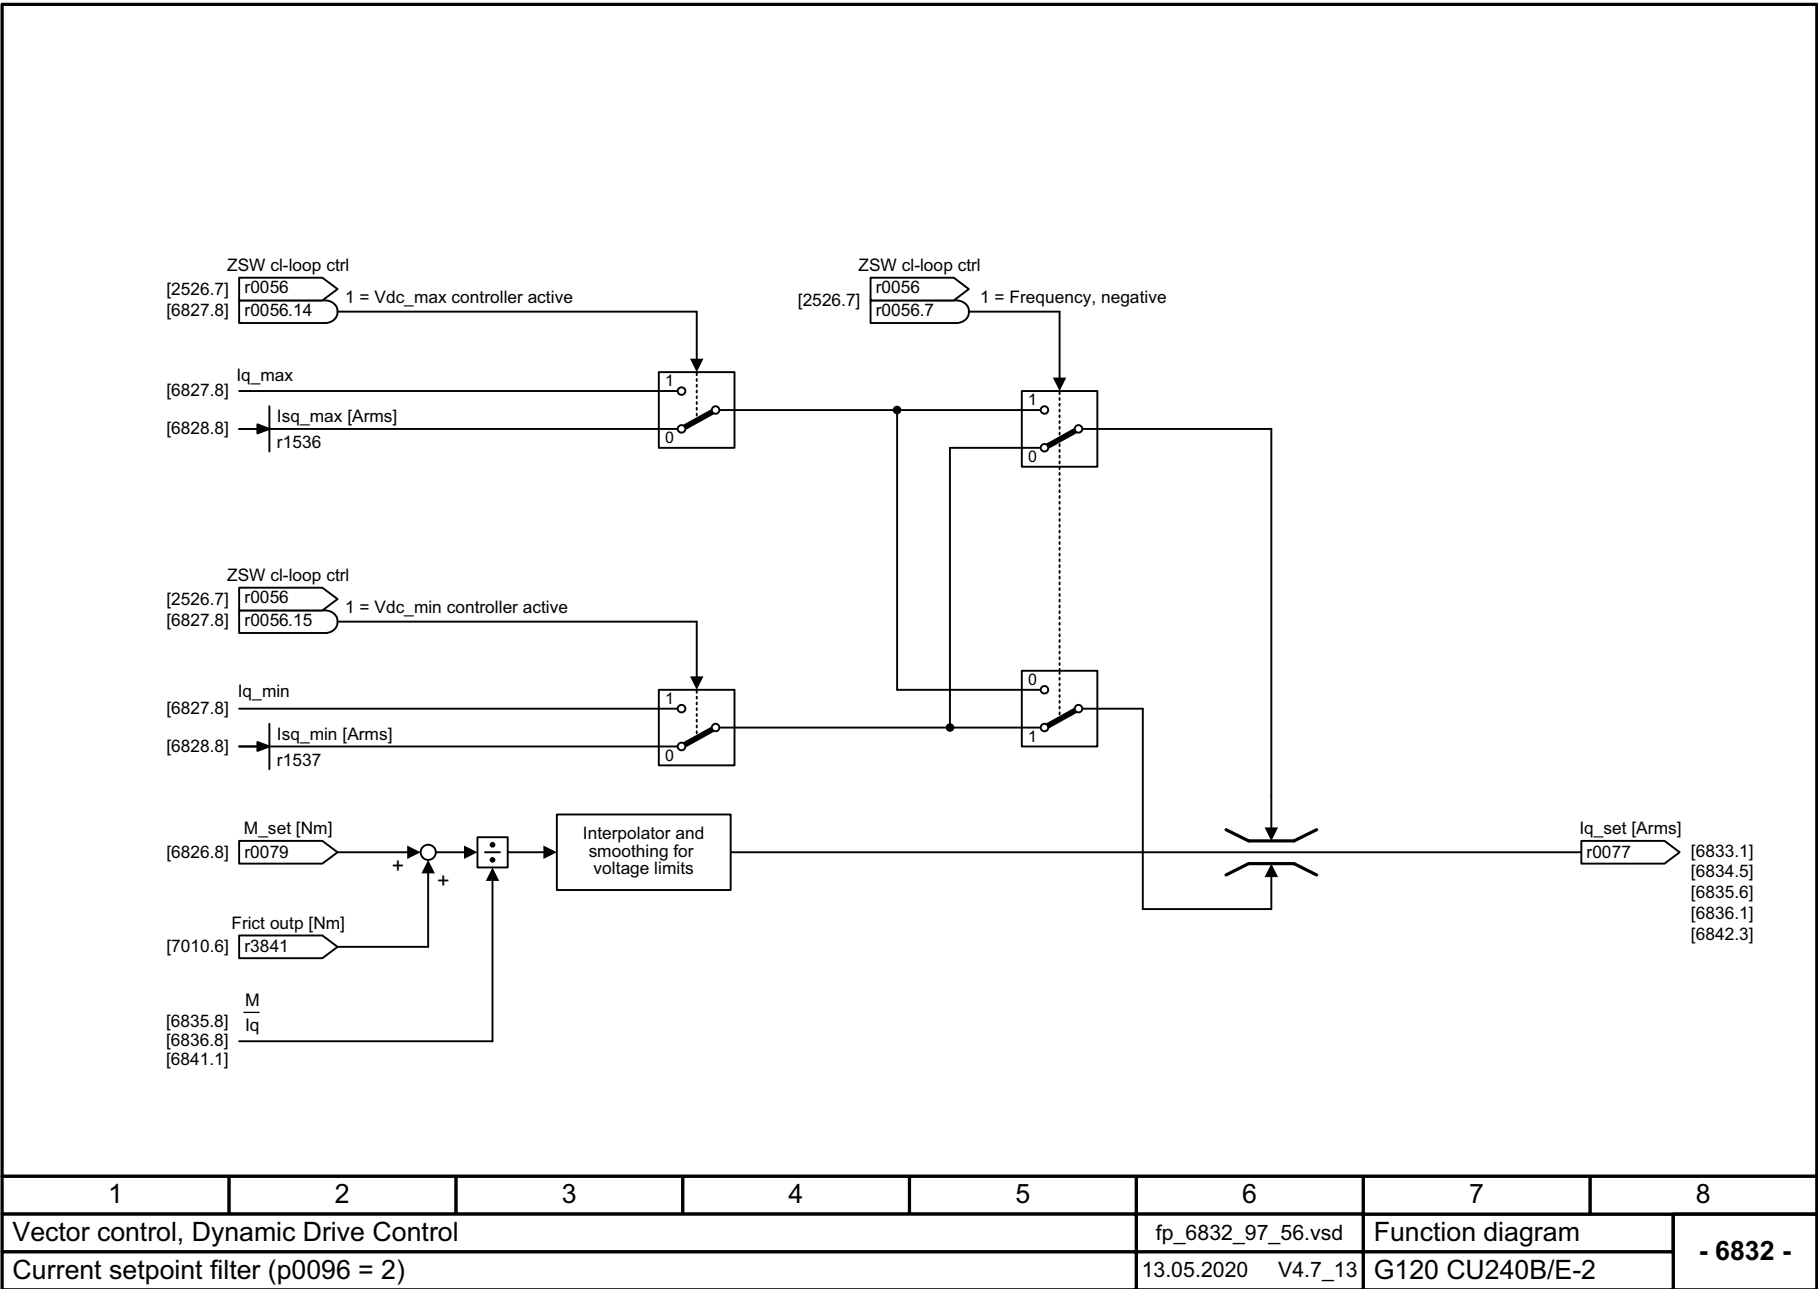 ZSW cl-loop ctrl
[2526.7] r0056
1 = Vdc_max controller active
[6827.8] r0056.14
ZSW cl-loop ctrl
r0056
[2526.7]
1 = Frequency, negative
r0056.7
Iq_max
[6827.8]
1
Isq_max [Arms]
[6828.8]
r1536
0
1
0
ZSW cl-loop ctrl
[2526.7] r0056
1 = Vdc_min controller active
[6827.8] r0056.15
Iq_min
[6827.8]
1
Isq_min [Arms]
[6828.8]
r1537
0
0
1
M_set [Nm]
[6826.8] r0079
+
+
÷
Interpolator and
smoothing for
voltage limits
Iq_set [Arms]
r0077 [6833.1]
[6834.5]
[6835.6]
[6836.1]
[6842.3]
Frict outp [Nm]
[7010.6] r3841
M
Iq
[6835.8]
[6836.8]
[6841.1]
1 2 3 4 5 6 7 8
Vector control, Dynamic Drive Control fp_6832_97_56.vsd Function diagram
- 6832 -
Current setpoint filter (p0096 = 2) 13.05.2020 V4.7_13 G120 CU240B/E-2